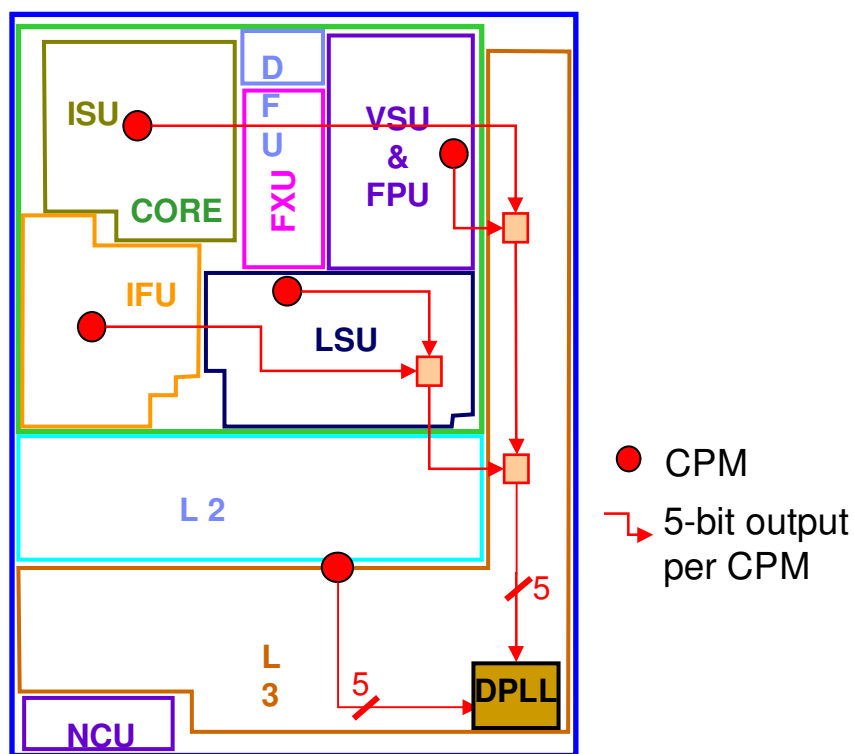 D
F
U
ISU
VSU
&
FPU
FXU
CORE
IFU
LSU
L 2
CPM
5-bit output
per CPM
5
L
3
5
DPLL
NCU